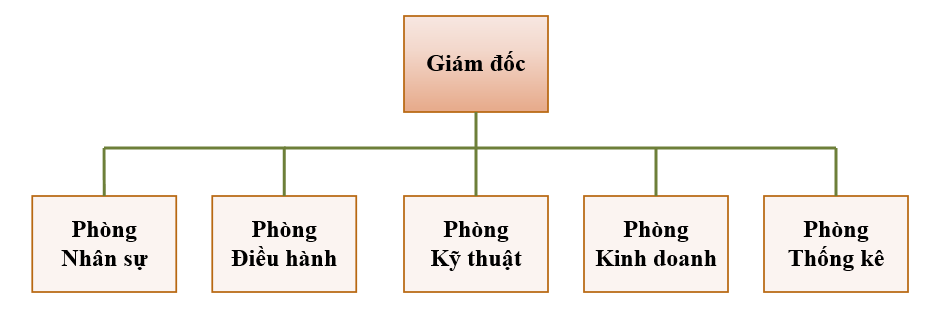 Giám đốc
Phòng
Nhân sự
Phòng
Điều hành
Phòng
Kỹ thuật
Phòng
Kinh doanh
Phòng
Thống kê